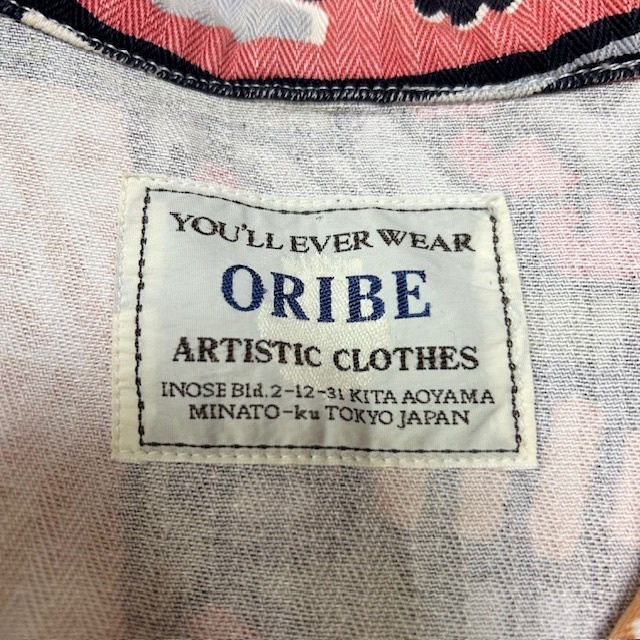 YOU'LL EVER WEAR
ORIBE
ARTISTIC CLOTHES
INOSE Bld. 2-12-31 KITA AOYAMA
MINATO-ku TOKYO JAPAN